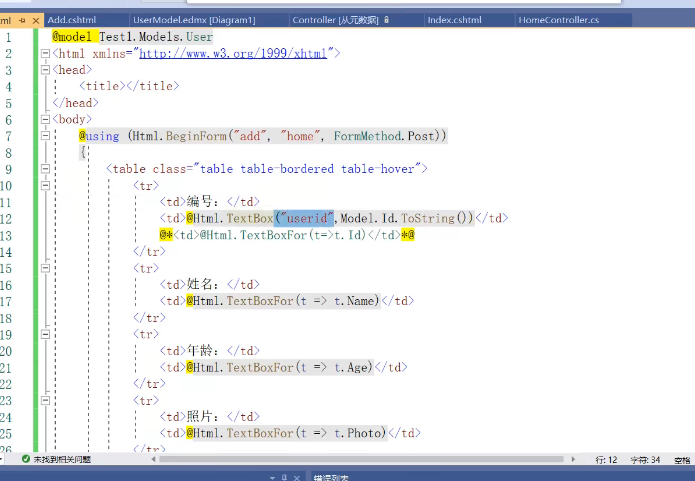 ml Add.cshtml UserModel.edmx [Diagram1] Controller [从元数据] Index.cshtml HomeController.cs
1 @model Test1.Models.User
2 <html xmlns="http://www.w3.org/1999/xhtml">
3 <head>
4 <title></title>
5 </head>
6 <body>
7 @using (Html.BeginForm("add", "home", FormMethod.Post))
8 {
9 <table class="table table-bordered table-hover">
10 <tr>
11 <td>编号：</td>
12 <td>@Html.TextBox("userid",Model.Id.ToString())</td>
13 @*<td>@Html.TextBoxFor(t=>t.Id)</td>*@
14 </tr>
15 <tr>
16 <td>姓名：</td>
17 <td>@Html.TextBoxFor(t => t.Name)</td>
18 </tr>
19 <tr>
20 <td>年龄：</td>
21 <td>@Html.TextBoxFor(t => t.Age)</td>
22 </tr>
23 <tr>
24 <td>照片：</td>
25 <td>@Html.TextBoxFor(t => t.Photo)</td>
26 </tr>
未找到相关问题 行: 12 字符: 34 空格
错误列表